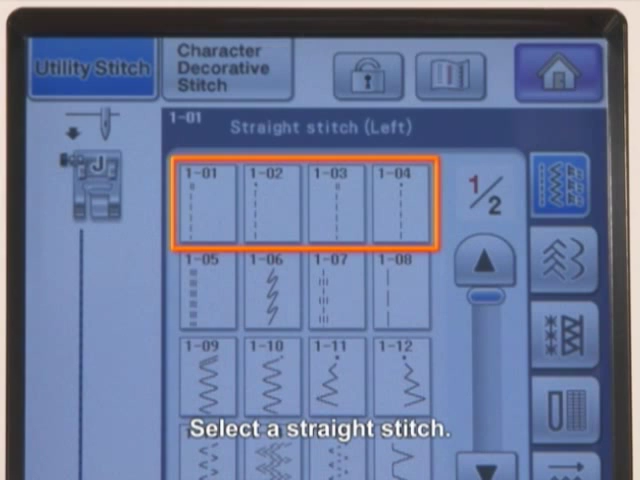 Utility Stitch
Character
Decorative
Stitch
1-01
Straight stitch (Left)
J
1-01 1-02 1-03 1-04
1/2
1-05 1-06 1-07 1-08
1-09 1-10 1-11 1-12
Select a straight stitch.